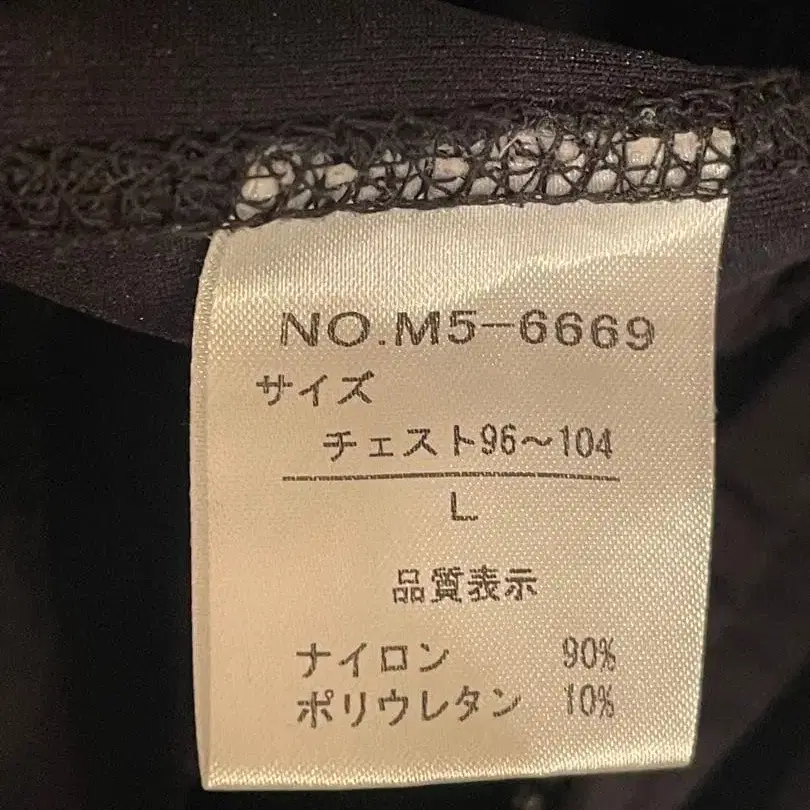 NO.M5-6669
サイズ
チェスト96〜104
L
品質表示
ナイロン 90%
ポリウレタン 10%